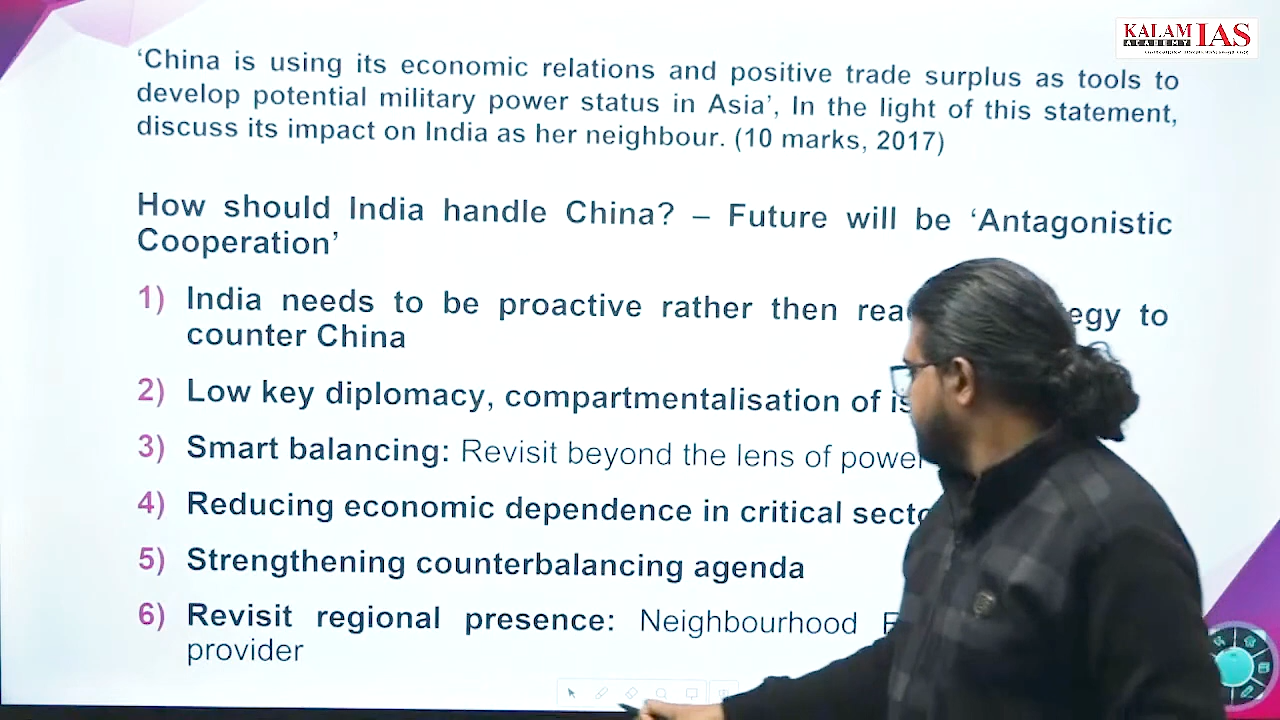 KALAM IAS
ACADEMY
‘China is using its economic relations and positive trade surplus as tools to
develop potential military power status in Asia’, In the light of this statement,
discuss its impact on India as her neighbour. (10 marks, 2017)
How should India handle China? – Future will be ‘Antagonistic
Cooperation’
1) India needs to be proactive rather then to
counter China
2) Low key diplomacy, compartmentalisation of
3) Smart balancing: Revisit beyond the lens of power
4) Reducing economic dependence in critical
5) Strengthening counterbalancing agenda
6) Revisit regional presence: Neighbourhood
provider